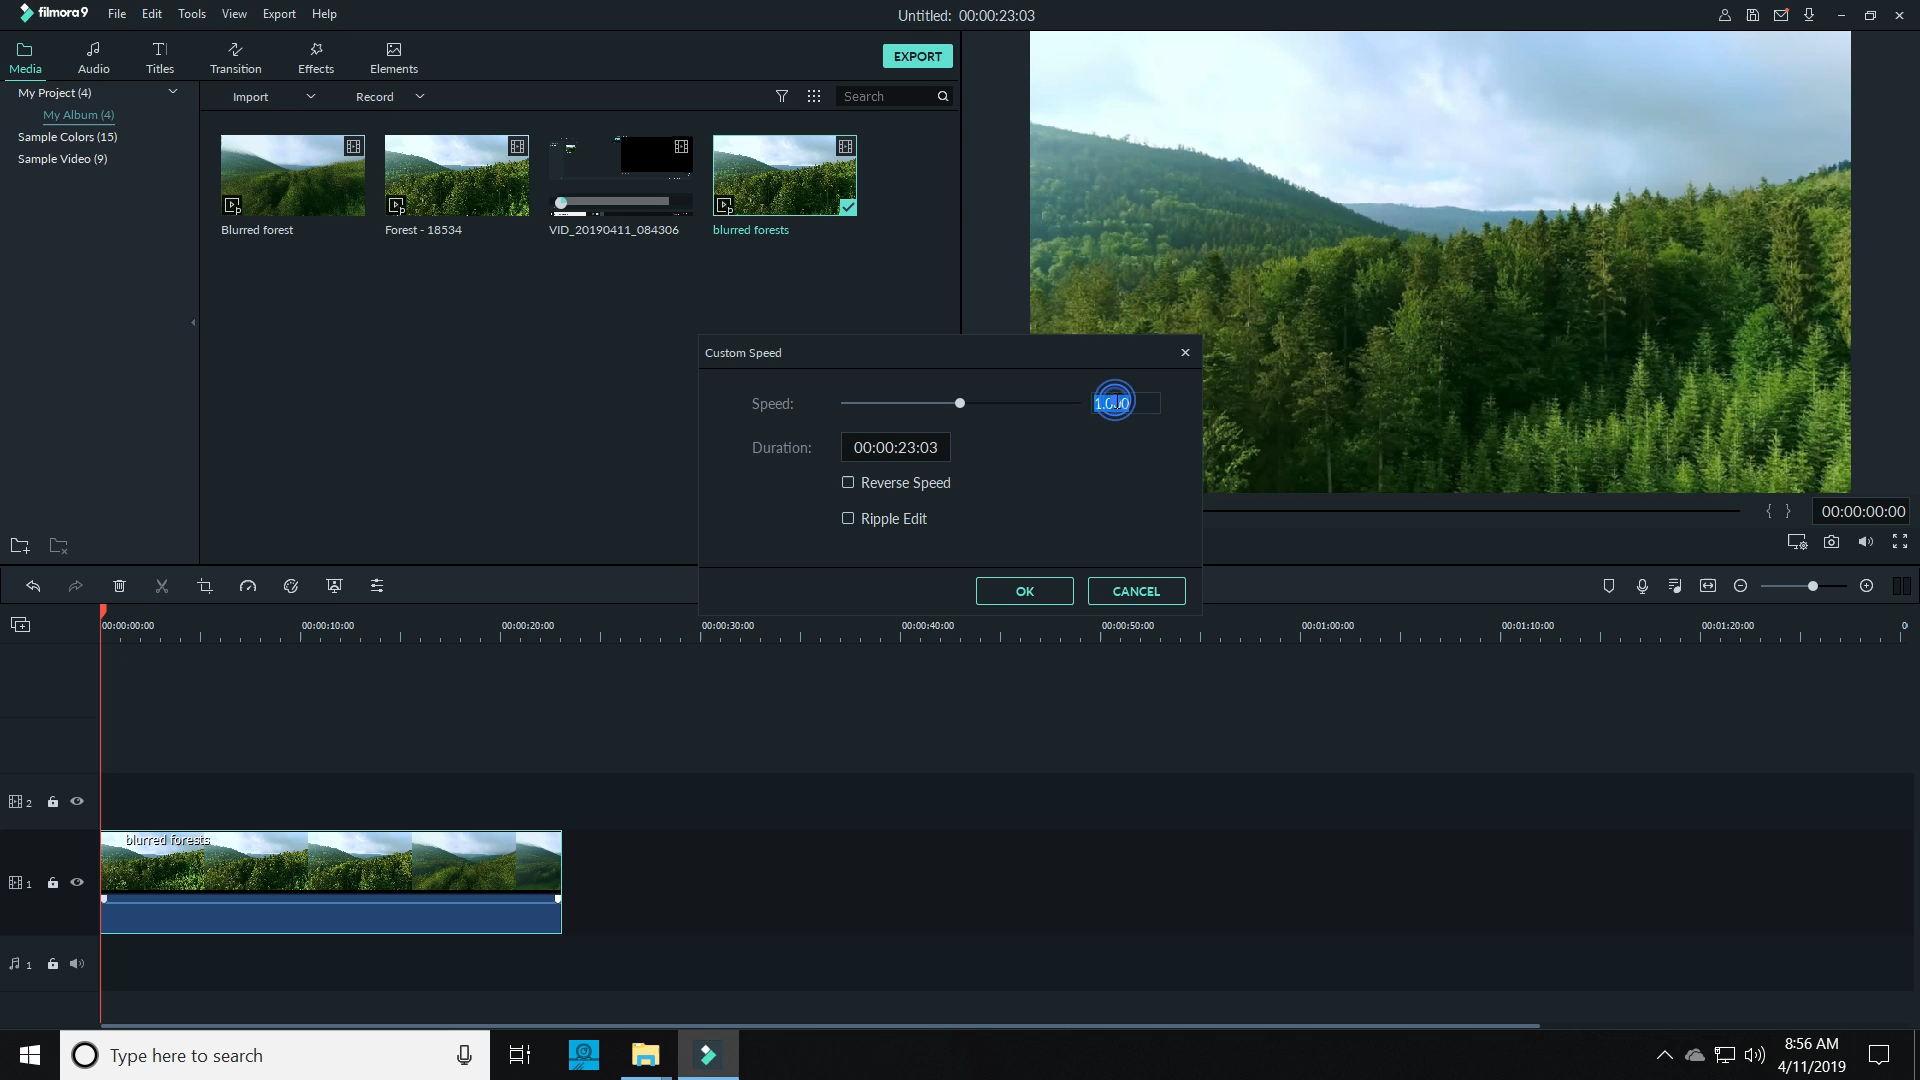 filmora9 File Edit Tools View Export Help Untitled: 00:00:23:03
Media Audio Titles Transition Effects Elements EXPORT
My Project (4) Import Record Search
My Album (4)
Sample Colors (15)
Sample Video (9)
Blurred forest Forest - 18534 VID_20190411_084306 blurred forests
Custom Speed
Speed:
Duration: 00:00:23:03
Reverse Speed
Ripple Edit
OK CANCEL
{ } 00:00:00:00
00:00:00:00 00:00:10:00 00:00:20:00 00:00:30:00 00:00:40:00 00:00:50:00 00:01:00:00 00:01:10:00 00:01:20:00
2
blurred forests
1
1
Type here to search
8:56 AM
4/11/2019